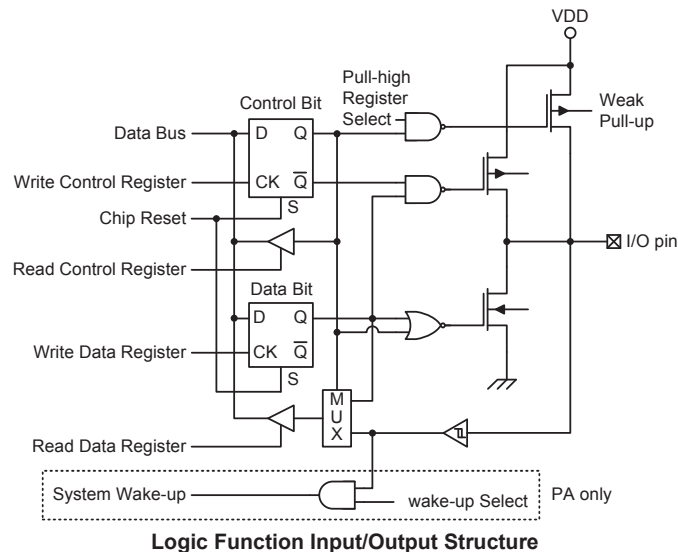 VDD
Pull-high
Register
Select
Control Bit
Weak
Pull-up
Data Bus
D Q
Write Control Register
CK Q
S
Chip Reset
I/O pin
Read Control Register
Data Bit
D Q
Write Data Register
CK Q
S
M
U
X
Read Data Register
System Wake-up
wake-up Select
PA only
Logic Function Input/Output Structure